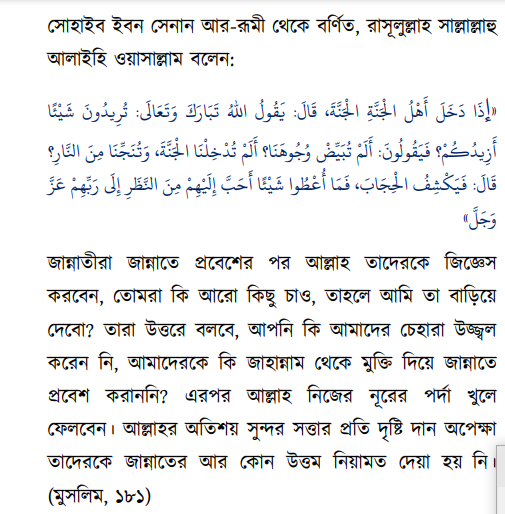 সোহাইব ইবন সেনান আর-রূমী থেকে বর্ণিত, রাসূলুল্লাহ সাল্লাল্লাহু
আলাইহি ওয়াসাল্লাম বলেন:
«إِذَا دَخَلَ أَهْلُ الْجَنَّةِ الْجَنَّةَ، قَالَ: يَقُولُ اللهُ تَبَارَكَ وَتَعَالَى: تُرِيدُونَ شَيْئًا
أَزِيدُكُمْ؟ فَيَقُولُونَ: أَلَمْ تُبَيِّضْ وُجُوهَنَا؟ أَلَمْ تُدْخِلْنَا الْجَنَّةَ، وَتُنَجِّنَا مِنَ النَّارِ؟
قَالَ: فَيَكْشِفُ الْحِجَابَ، فَمَا أُعْطُوا شَيْئًا أَحَبَّ إِلَيْهِمْ مِنَ النَّظَرِ إِلَى رَبِّهِمْ عَزَّ
وَجَلَّ»
জান্নাতীরা জান্নাতে প্রবেশের পর আল্লাহ তাদেরকে জিজ্ঞেস
করবেন, তোমরা কি আরো কিছু চাও, তাহলে আমি তা বাড়িয়ে
দেবো? তারা উত্তরে বলবে, আপনি কি আমাদের চেহারা উজ্জ্বল
করেন নি, আমাদেরকে কি জাহান্নাম থেকে মুক্তি দিয়ে জান্নাতে
প্রবেশ করাননি? এরপর আল্লাহ নিজের নূরের পর্দা খুলে
ফেলবেন। আল্লাহর অতিশয় সুন্দর সত্তার প্রতি দৃষ্টি দান অপেক্ষা
তাদেরকে জান্নাতের আর কোন উত্তম নিয়ামত দেয়া হয় নি।
(মুসলিম, ১৮১)